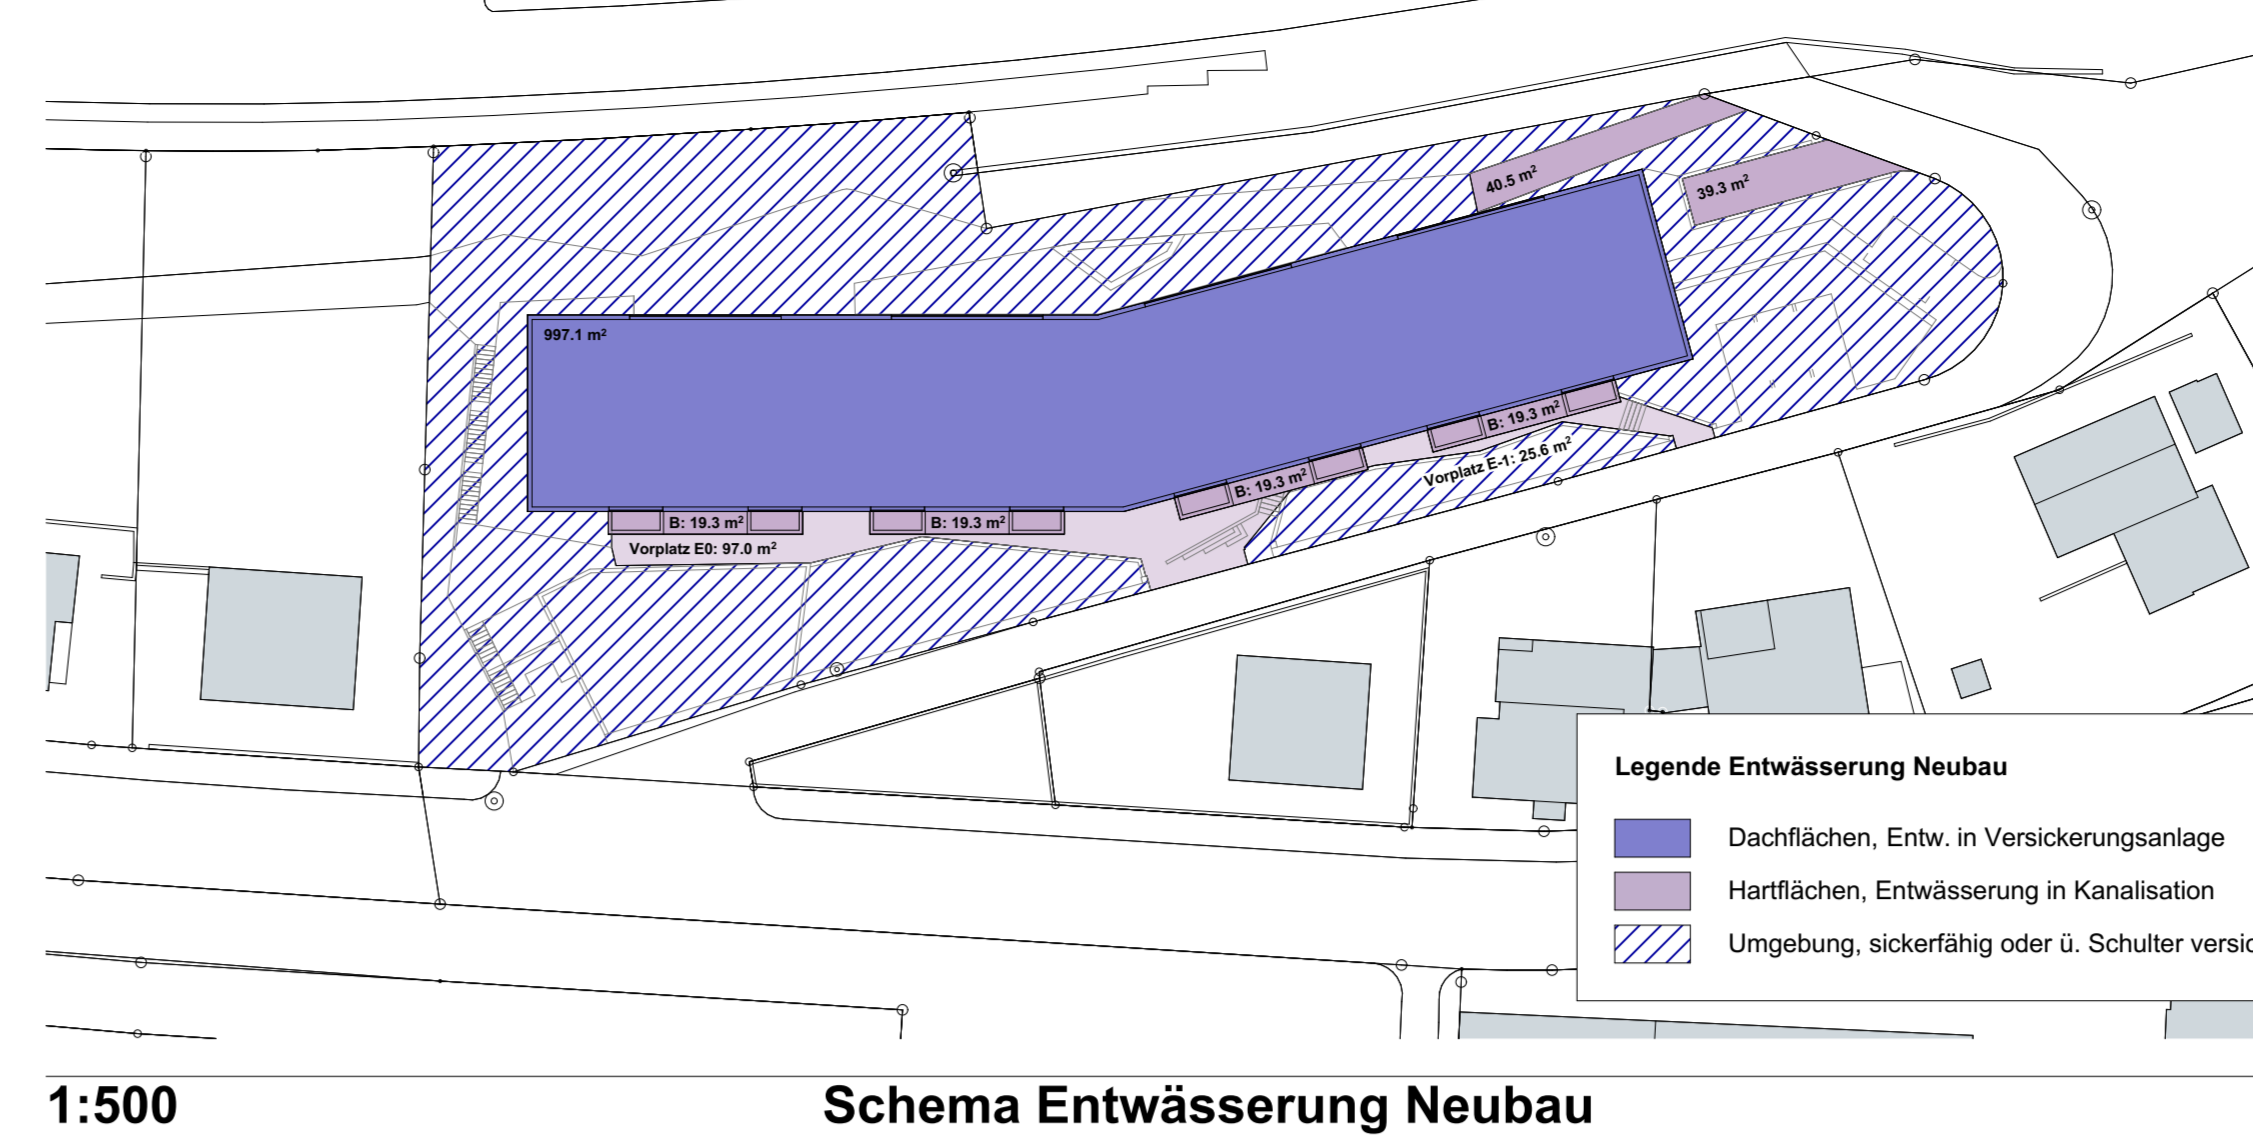 40.5 m²
39.3 m²
997.1 m²
B: 19.3 m²
B: 19.3 m²
Vorplatz E-1: 25.6 m²
B: 19.3 m²
B: 19.3 m²
Vorplatz E0: 97.0 m²
Legende Entwässerung Neubau
Dachflächen, Entw. in Versickerungsanlage
Hartflächen, Entwässerung in Kanalisation
Umgebung, sickerfähig oder ü. Schulter versic
1:500
Schema Entwässerung Neubau